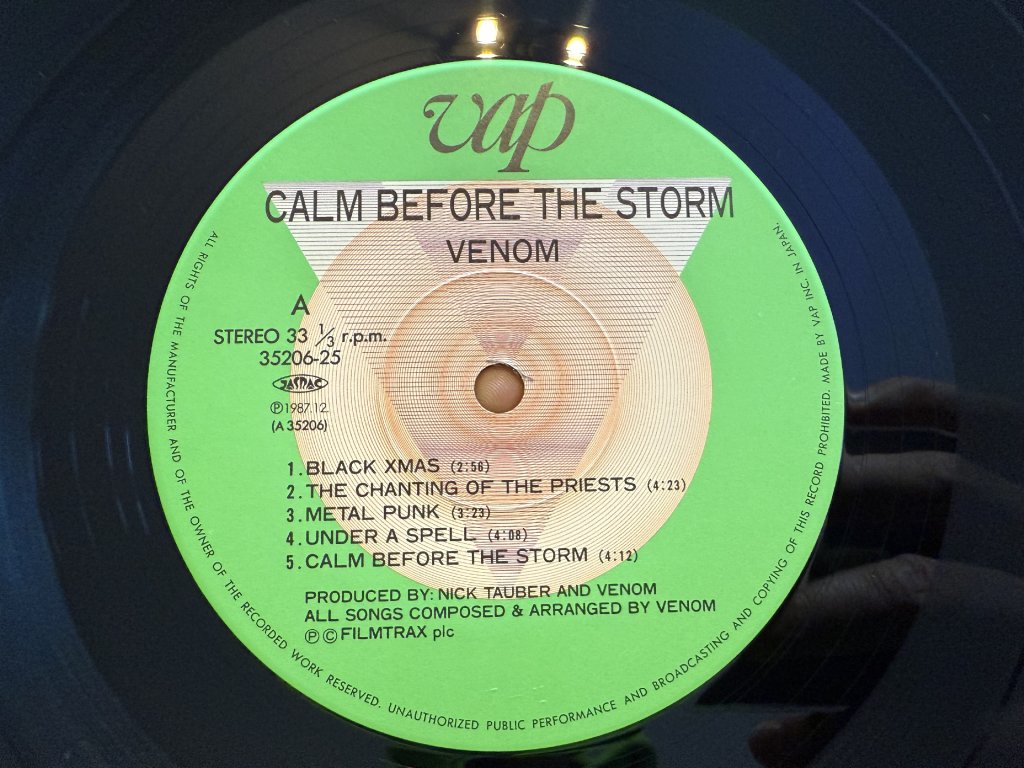 vap
CALM BEFORE THE STORM
VENOM
A
STEREO 33 1/3 r.p.m.
35206-25
JASRAC
Ⓟ1987.12.
(A 35206)
1.BLACK XMAS (2:56)
2.THE CHANTING OF THE PRIESTS (4:23)
3.METAL PUNK (3:23)
4.UNDER A SPELL (4:08)
5.CALM BEFORE THE STORM (4:12)
PRODUCED BY: NICK TAUBER AND VENOM
ALL SONGS COMPOSED & ARRANGED BY VENOM
ⓅⒸFILMTRAX plc
ALL RIGHTS OF THE MANUFACTURER AND OF THE OWNER OF THE RECORDED WORK RESERVED. UNAUTHORIZED PUBLIC PERFORMANCE AND BROADCASTING AND COPYING OF THIS RECORD PROHIBITED. MADE BY VAP INC. IN JAPAN.